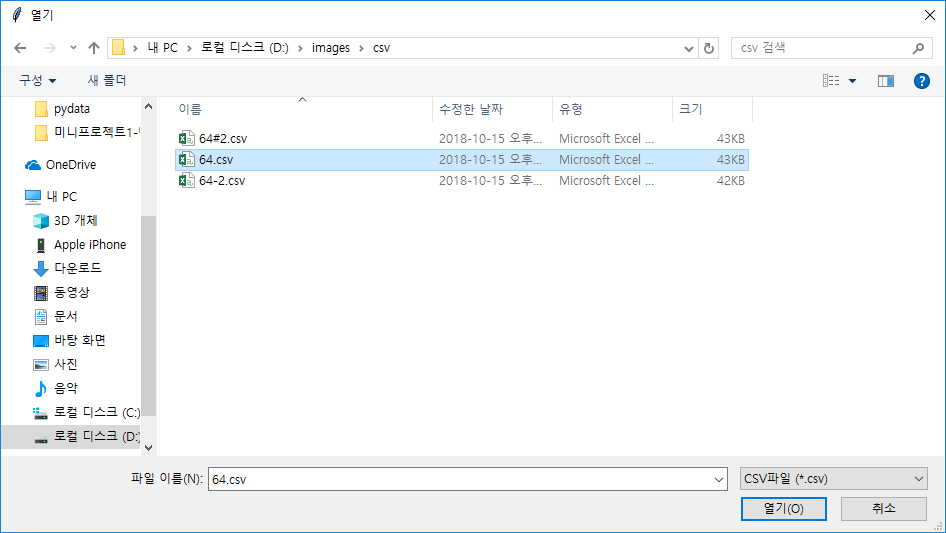 열기
내 PC › 로컬 디스크 (D:) › images › csv
csv 검색
구성
새 폴더
pydata
미니프로젝트1-
OneDrive
내 PC
3D 개체
Apple iPhone
다운로드
동영상
문서
바탕 화면
사진
음악
로컬 디스크 (C:)
로컬 디스크 (D:)
이름 수정한 날짜 유형 크기
64#2.csv 2018-10-15 오후... Microsoft Excel ... 43KB
64.csv 2018-10-15 오후... Microsoft Excel ... 43KB
64-2.csv 2018-10-15 오후... Microsoft Excel ... 42KB
파일 이름(N): 64.csv CSV파일 (*.csv)
열기(O) 취소